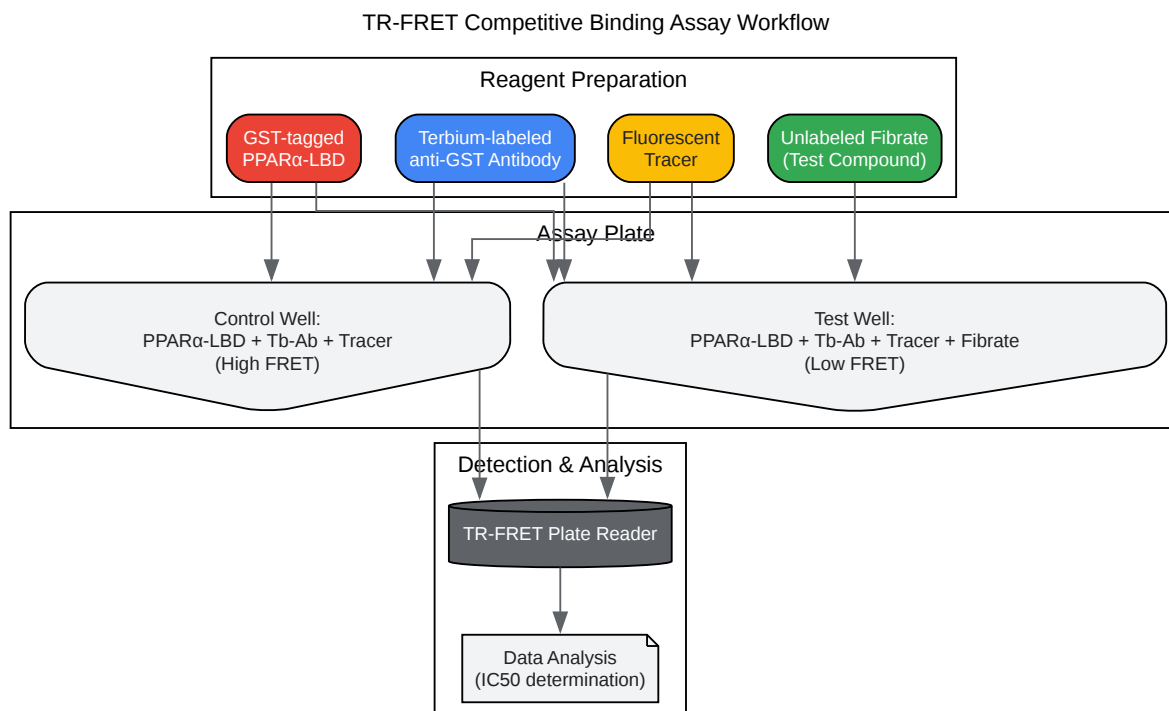 TR-FRET Competitive Binding Assay Workflow
Reagent Preparation
GST-tagged
PPARα-LBD
Terbium-labeled
anti-GST Antibody
Fluorescent
Tracer
Unlabeled Fibrate
(Test Compound)
Assay Plate
Control Well:
PPARα-LBD + Tb-Ab + Tracer
(High FRET)
Test Well:
PPARα-LBD + Tb-Ab + Tracer + Fibrate
(Low FRET)
Detection & Analysis
TR-FRET Plate Reader
Data Analysis
(IC50 determination)